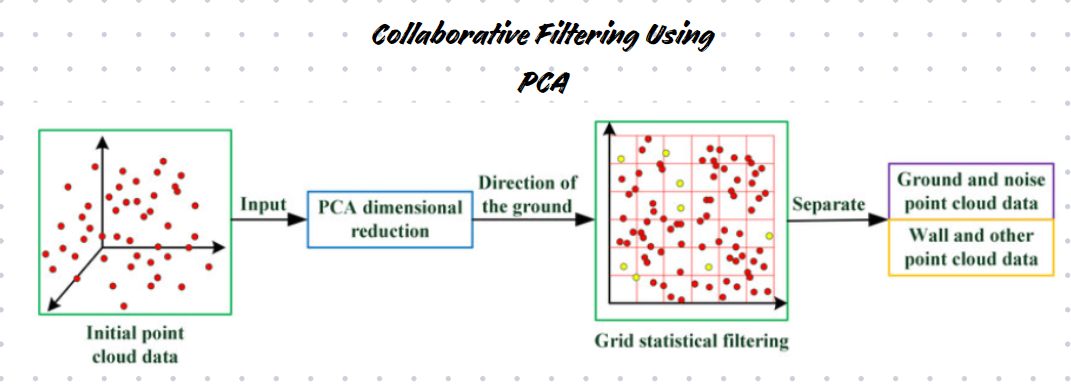 Collaborative Filtering Using
PCA
Initial point
cloud data
Input
PCA dimensional
reduction
Direction of
the ground
Grid statistical filtering
Separate
Ground and noise
point cloud data
Wall and other
point cloud data